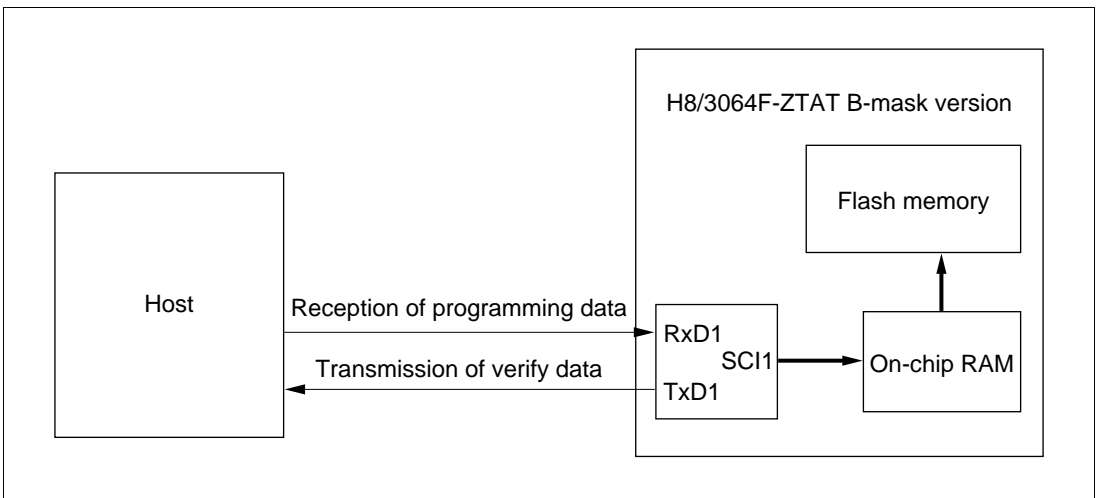 H8/3064F-ZTAT B-mask version
Flash memory
Host
Reception of programming data
RxD1
SCI1
On-chip RAM
Transmission of verify data
TxD1